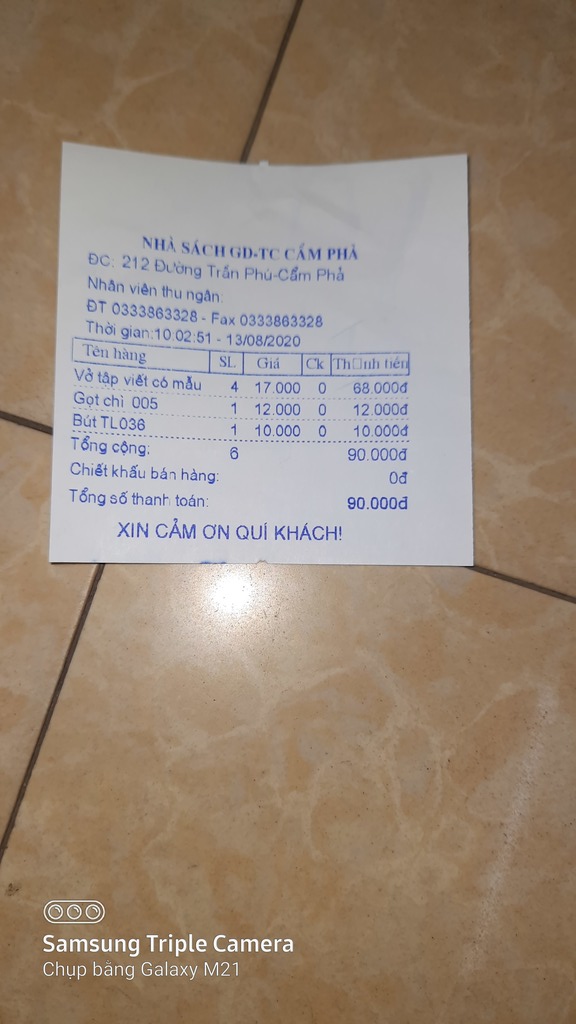 NHÀ SÁCH GD-TC CẨM PHẢ
ĐC: 212 Đường Trần Phú-Cẩm Phả
Nhân viên thu ngân:
ĐT 0333863328 - Fax 0333863328
Thời gian:10:02:51 - 13/08/2020
Tên hàng SL Giá Ck Th□nh tiền
Vở tập viết có mẫu 4 17.000 0 68.000đ
Gọt chì 005 1 12.000 0 12.000đ
Bút TL036 1 10.000 0 10.000đ
Tổng cộng: 6 90.000đ
Chiết khấu bán hàng: 0đ
Tổng số thanh toán: 90.000đ
XIN CẢM ƠN QUÍ KHÁCH!
Samsung Triple Camera
Chụp bằng Galaxy M21